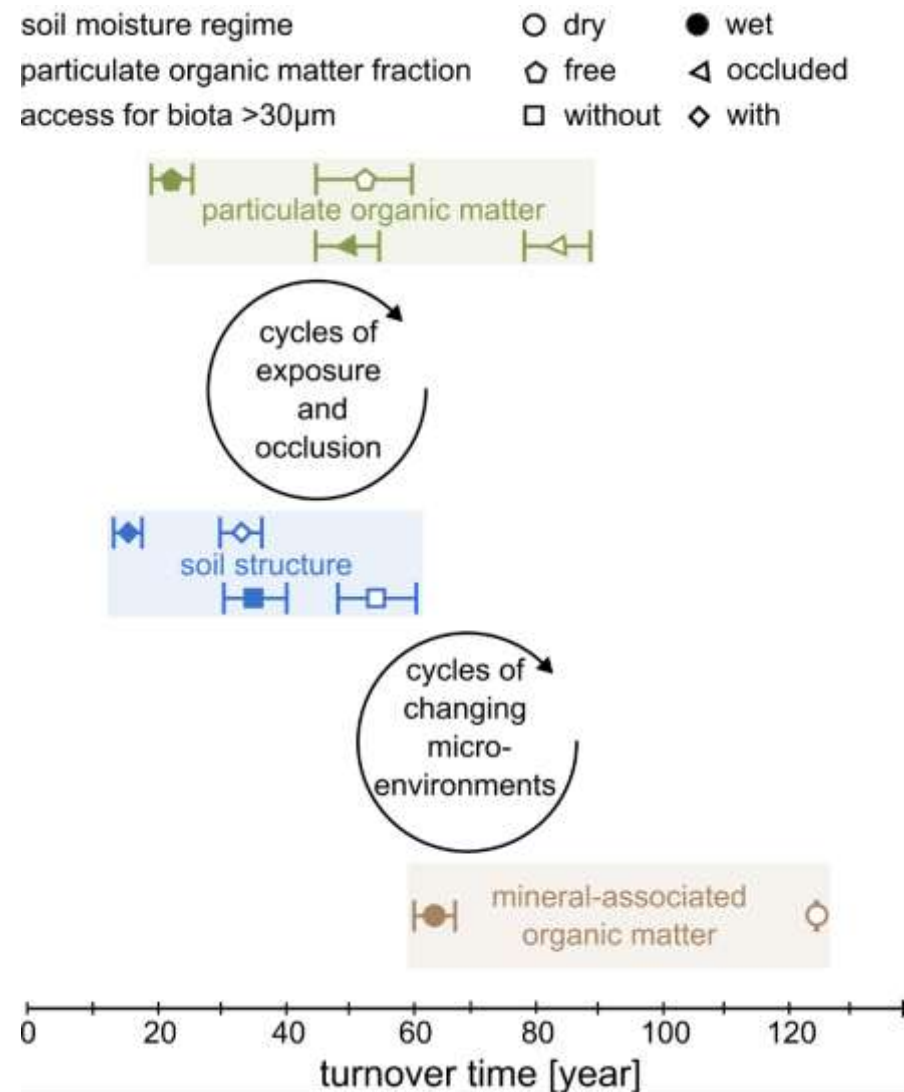 soil moisture regime dry wet
particulate organic matter fraction free occluded
access for biota >30µm without with
particulate organic matter
cycles of
exposure
and
occlusion
soil structure
cycles of
changing
micro-
environments
mineral-associated
organic matter
0 20 40 60 80 100 120
turnover time [year]